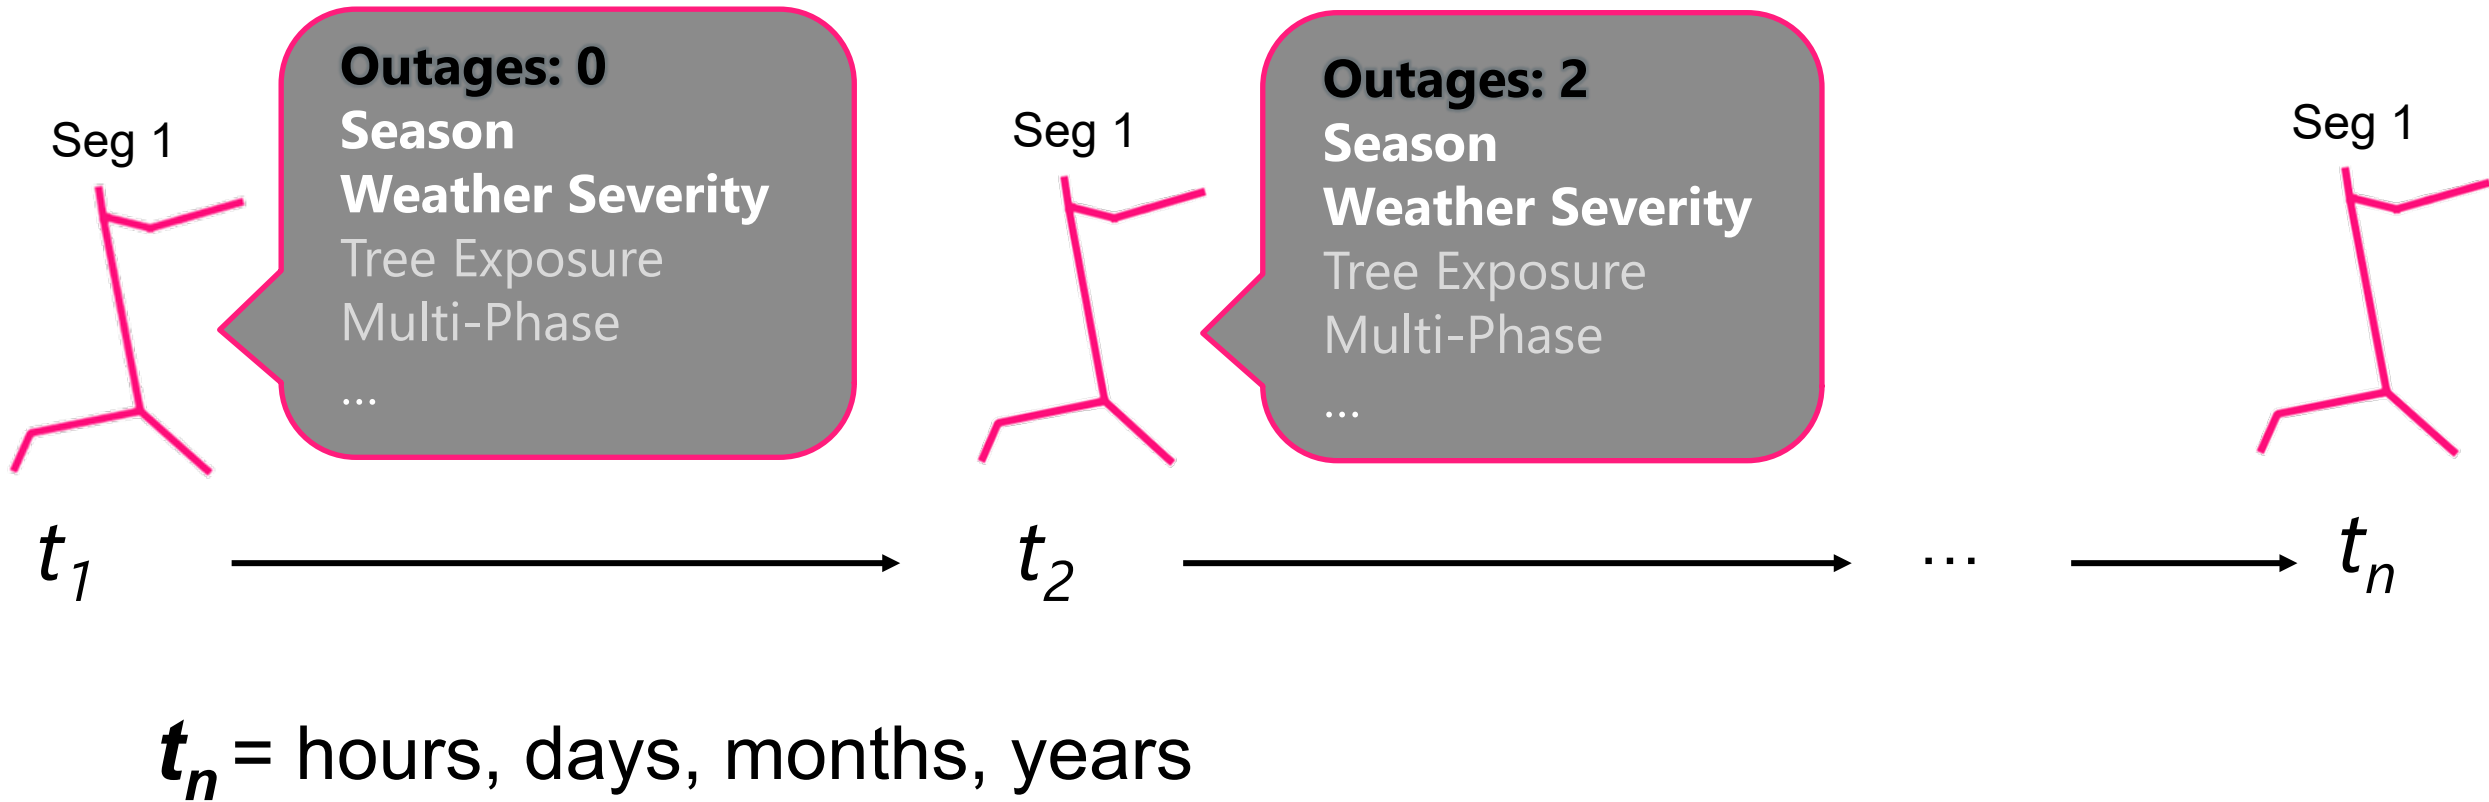 Seg 1
Outages: 0
Season
Weather Severity
Tree Exposure
Multi-Phase
...
Seg 1
Outages: 2
Season
Weather Severity
Tree Exposure
Multi-Phase
...
Seg 1
t1
t2
...
tn
tn = hours, days, months, years